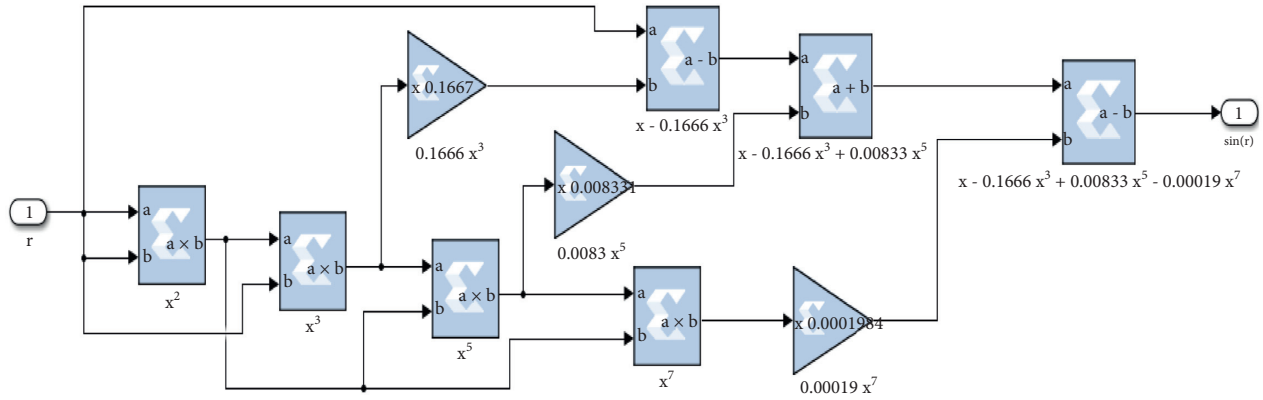 a
a - b
b
x - 0.1666 x³
a
a + b
b
x - 0.1666 x³ + 0.00833 x⁵
a
a - b
b
x - 0.1666 x³ + 0.00833 x⁵ - 0.00019 x⁷
1
sin(r)
x 0.1667
0.1666 x³
x 0.008331
0.0083 x⁵
1
r
a
a × b
b
x²
a
a × b
b
x³
a
a × b
b
x⁵
a
a × b
b
x⁷
x 0.0001984
0.00019 x⁷